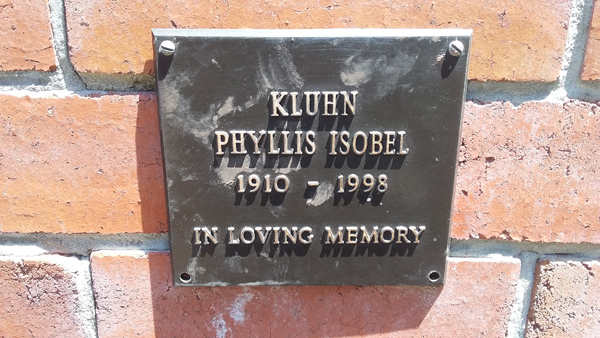 KLUHN
PHYLLIS ISOBEL
1910 - 1998
IN LOVING MEMORY